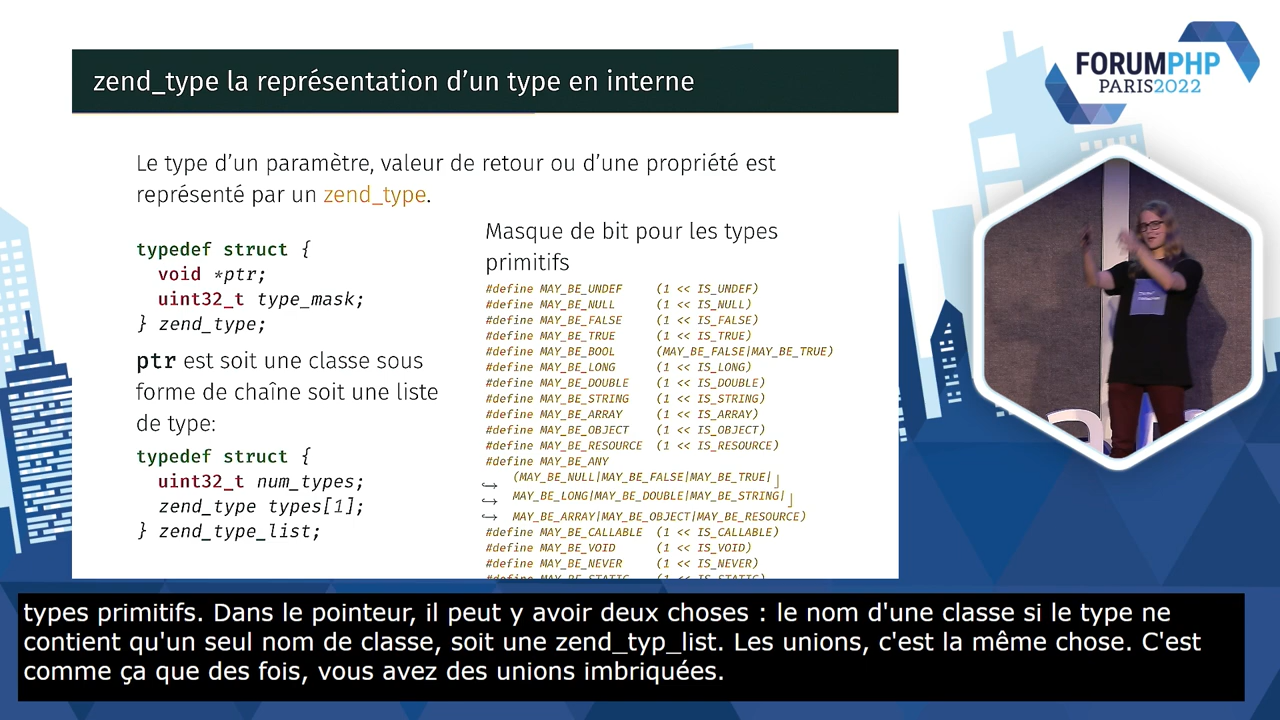 zend_type la représentation d'un type en interne
FORUMPHP
PARIS2022
Le type d'un paramètre, valeur de retour ou d'une propriété est
représenté par un zend_type.
typedef struct {
void *ptr;
uint32_t type_mask;
} zend_type;
ptr est soit une classe sous
forme de chaîne soit une liste
de type:
typedef struct {
uint32_t num_types;
zend_type types[1];
} zend_type_list;
Masque de bit pour les types
primitifs
#define MAY_BE_UNDEF (1 << IS_UNDEF)
#define MAY_BE_NULL (1 << IS_NULL)
#define MAY_BE_FALSE (1 << IS_FALSE)
#define MAY_BE_TRUE (1 << IS_TRUE)
#define MAY_BE_BOOL (MAY_BE_FALSE|MAY_BE_TRUE)
#define MAY_BE_LONG (1 << IS_LONG)
#define MAY_BE_DOUBLE (1 << IS_DOUBLE)
#define MAY_BE_STRING (1 << IS_STRING)
#define MAY_BE_ARRAY (1 << IS_ARRAY)
#define MAY_BE_OBJECT (1 << IS_OBJECT)
#define MAY_BE_RESOURCE (1 << IS_RESOURCE)
#define MAY_BE_ANY
(MAY_BE_NULL|MAY_BE_FALSE|MAY_BE_TRUE|
MAY_BE_LONG|MAY_BE_DOUBLE|MAY_BE_STRING|
MAY_BE_ARRAY|MAY_BE_OBJECT|MAY_BE_RESOURCE)
#define MAY_BE_CALLABLE (1 << IS_CALLABLE)
#define MAY_BE_VOID (1 << IS_VOID)
#define MAY_BE_NEVER (1 << IS_NEVER)
#define MAY_BE_STATIC (1 << IS_STATIC)
types primitifs. Dans le pointeur, il peut y avoir deux choses : le nom d'une classe si le type ne
contient qu'un seul nom de classe, soit une zend_typ_list. Les unions, c'est la même chose. C'est
comme ça que des fois, vous avez des unions imbriquées.